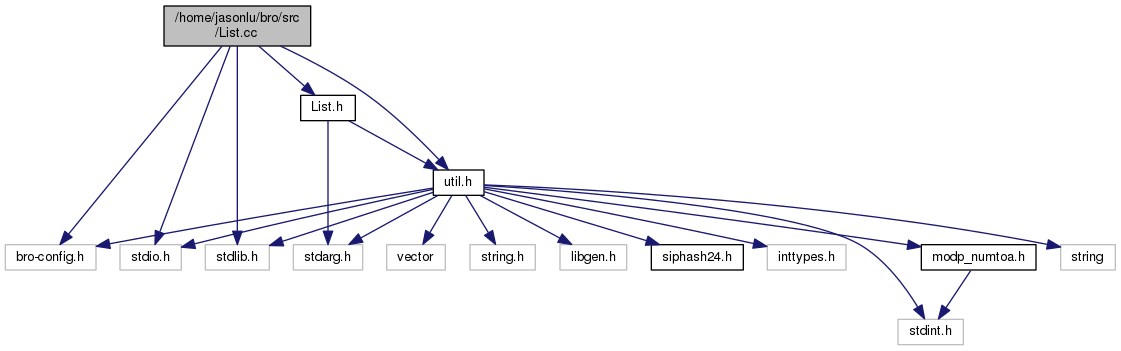 /home/jasonlu/bro/src
/List.cc
List.h
util.h
bro-config.h
stdio.h
stdlib.h
stdarg.h
vector
string.h
libgen.h
siphash24.h
inttypes.h
modp_numtoa.h
string
stdint.h